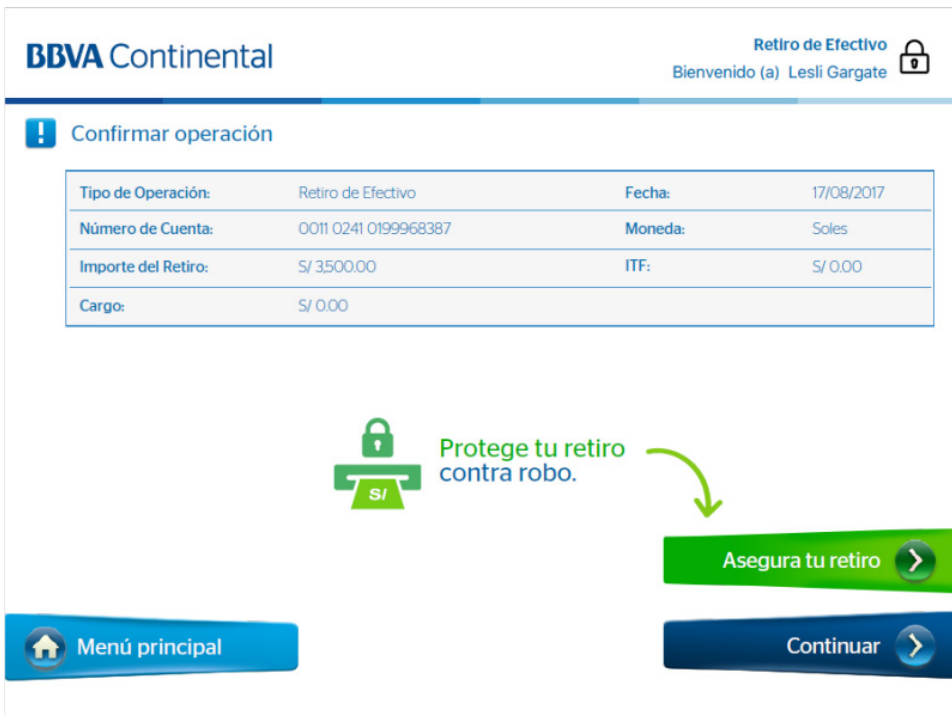 BBVA Continental
Retiro de Efectivo
Bienvenido (a) Lesli Gargate
! Confirmar operación
Tipo de Operación: Retiro de Efectivo Fecha: 17/08/2017
Número de Cuenta: 0011 0241 0199968387 Moneda: Soles
Importe del Retiro: S/ 3,500.00 ITF: S/ 0.00
Cargo: S/ 0.00
Protege tu retiro
contra robo.
S/
Asegura tu retiro
Menú principal
Continuar